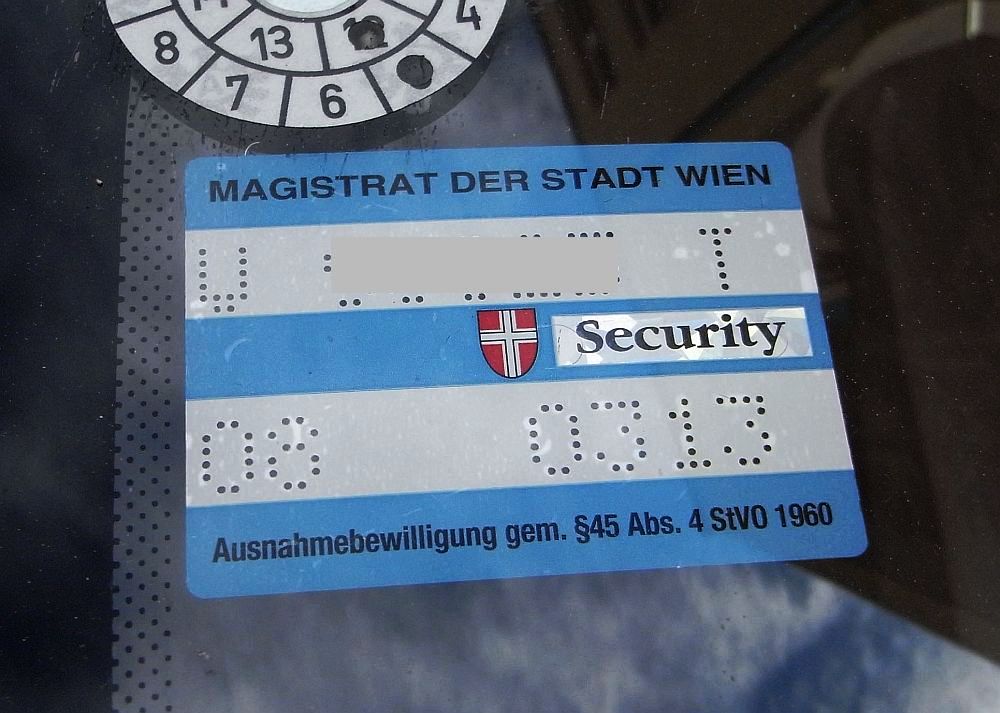 8 13 4
7 6
MAGISTRAT DER STADT WIEN
W T
Security
08 0313
Ausnahmebewilligung gem. §45 Abs. 4 StVO 1960